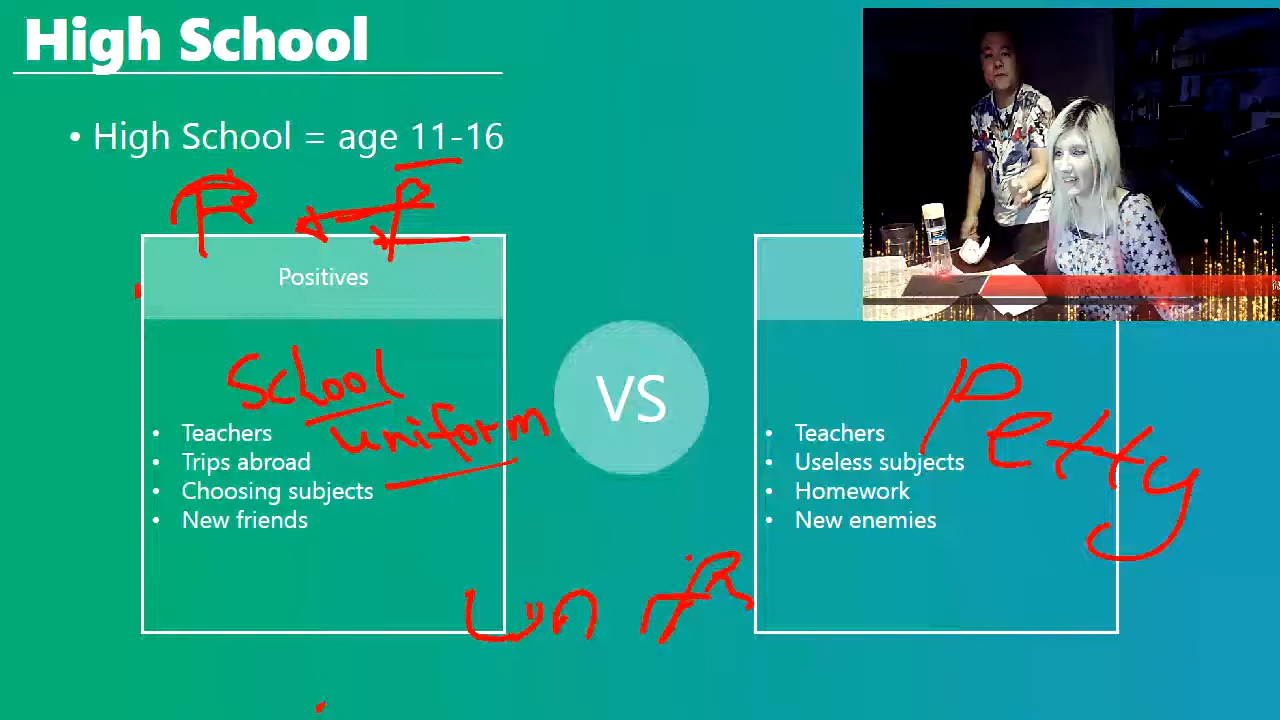 High School
• High School = age 11-16
Positives
School
uniform
• Teachers
• Trips abroad
• Choosing subjects
• New friends
VS
Petty
• Teachers
• Useless subjects
• Homework
• New enemies